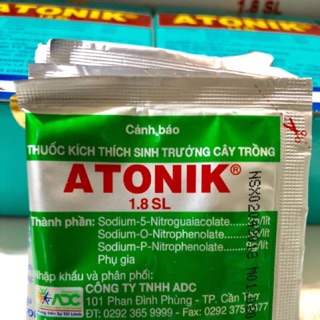 ATONIK
1.8 SL
Cảnh báo
THUỐC KÍCH THÍCH SINH TRƯỞNG CÂY TRỒNG
ATONIK®
1.8 SL
Thành phần: Sodium-5-Nitroguaiacolate
Sodium-O-Nitrophenolate
Sodium-P-Nitrophenolate
Phụ gia
Nhập khẩu và phân phối:
CÔNG TY TNHH ADC
101 Phan Đình Phùng - TP. Cần Thơ
ĐT: 0292 365 9999 - Fax: 0292
ADC